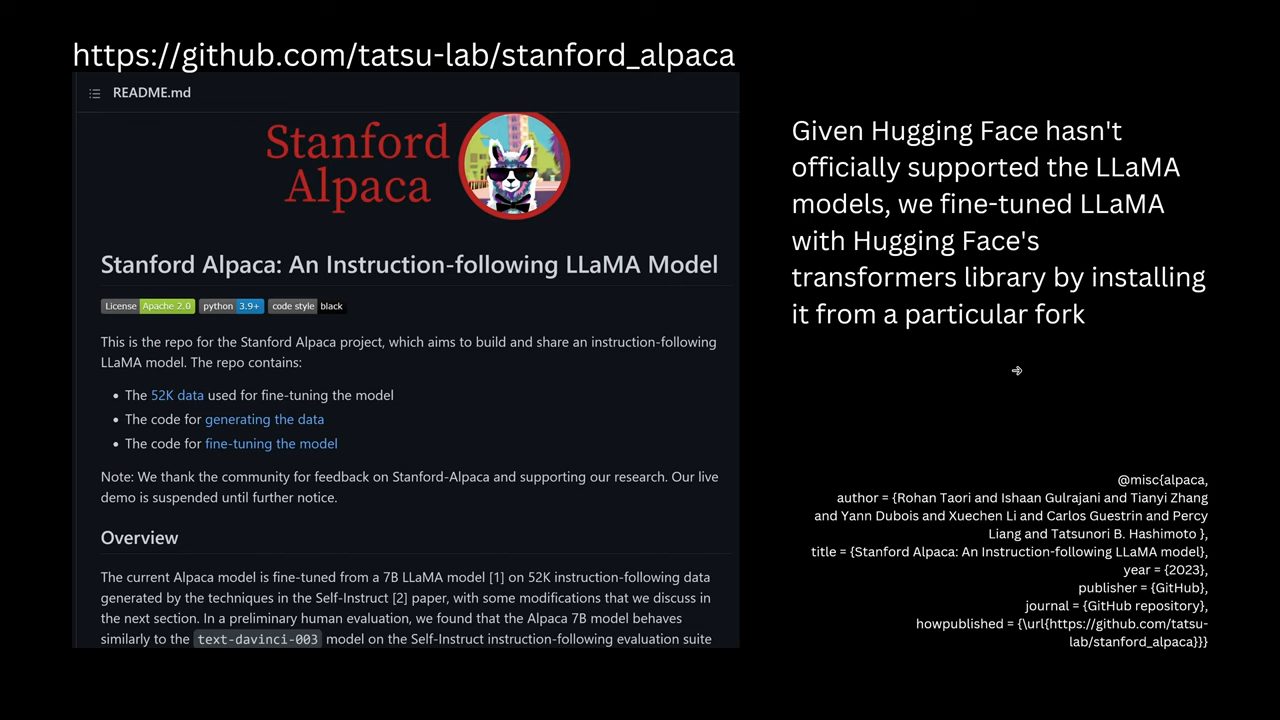 https://github.com/tatsu-lab/stanford_alpaca
README.md
Stanford
Alpaca
Stanford Alpaca: An Instruction-following LLaMA Model
License Apache 2.0 python 3.9+ code style black
This is the repo for the Stanford Alpaca project, which aims to build and share an instruction-following
LLaMA model. The repo contains:
• The 52K data used for fine-tuning the model
• The code for generating the data
• The code for fine-tuning the model
Note: We thank the community for feedback on Stanford-Alpaca and supporting our research. Our live
demo is suspended until further notice.
Overview
The current Alpaca model is fine-tuned from a 7B LLaMA model [1] on 52K instruction-following data
generated by the techniques in the Self-Instruct [2] paper, with some modifications that we discuss in
the next section. In a preliminary human evaluation, we found that the Alpaca 7B model behaves
similarly to the text-davinci-003 model on the Self-Instruct instruction-following evaluation suite
Given Hugging Face hasn't
officially supported the LLaMA
models, we fine-tuned LLaMA
with Hugging Face's
transformers library by installing
it from a particular fork
@misc{alpaca,
author = {Rohan Taori and Ishaan Gulrajani and Tianyi Zhang
and Yann Dubois and Xuechen Li and Carlos Guestrin and Percy
Liang and Tatsunori B. Hashimoto },
title = {Stanford Alpaca: An Instruction-following LLaMA model},
year = {2023},
publisher = {GitHub},
journal = {GitHub repository},
howpublished = {\url{https://github.com/tatsu-
lab/stanford_alpaca}}}